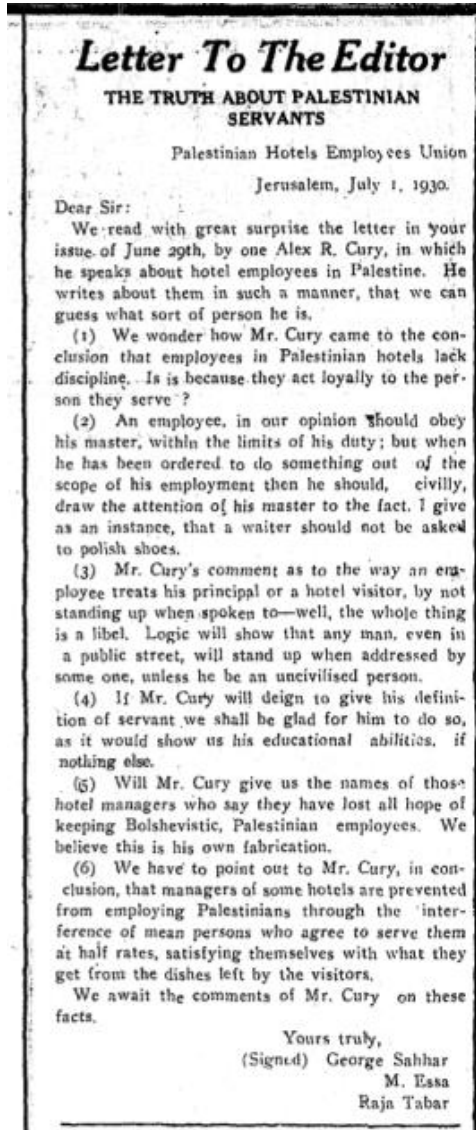 Letter To The Editor
THE TRUTH ABOUT PALESTINIAN
SERVANTS
Palestinian Hotels Employees Union
Jerusalem, July 1, 1930.
Dear Sir:
We read with great surprise the letter in your
issue of June 29th, by one Alex R. Cury, in which
he speaks about hotel employees in Palestine. He
writes about them in such a manner, that we can
guess what sort of person he is.
(1) We wonder how Mr. Cury came to the con-
clusion that employees in Palestinian hotels lack
discipline. Is is because they act loyally to the per-
son they serve ?
(2) An employee, in our opinion should obey
his master, within the limits of his duty; but when
he has been ordered to do something out of the
scope of his employment then he should, civilly,
draw the attention of his master to the fact. I give
as an instance, that a waiter should not be asked
to polish shoes.
(3) Mr. Cury's comment as to the way an em-
ployee treats his principal or a hotel visitor, by not
standing up when spoken to—well, the whole thing
is a libel. Logic will show that any man, even in
a public street, will stand up when addressed by
some one, unless he be an uncivilised person.
(4) If Mr. Cury will deign to give his defini-
tion of servant we shall be glad for him to do so,
as it would show us his educational abilities, if
nothing else.
(5) Will Mr. Cury give us the names of those
hotel managers who say they have lost all hope of
keeping Bolshevistic, Palestinian employees. We
believe this is his own fabrication.
(6) We have to point out to Mr. Cury, in con-
clusion, that managers of some hotels are prevented
from employing Palestinians through the inter-
ference of mean persons who agree to serve them
at half rates, satisfying themselves with what they
get from the dishes left by the visitors.
We await the comments of Mr. Cury on these
facts.
Yours truly,
(Signed) George Sahhar
M. Essa
Raja Tabar